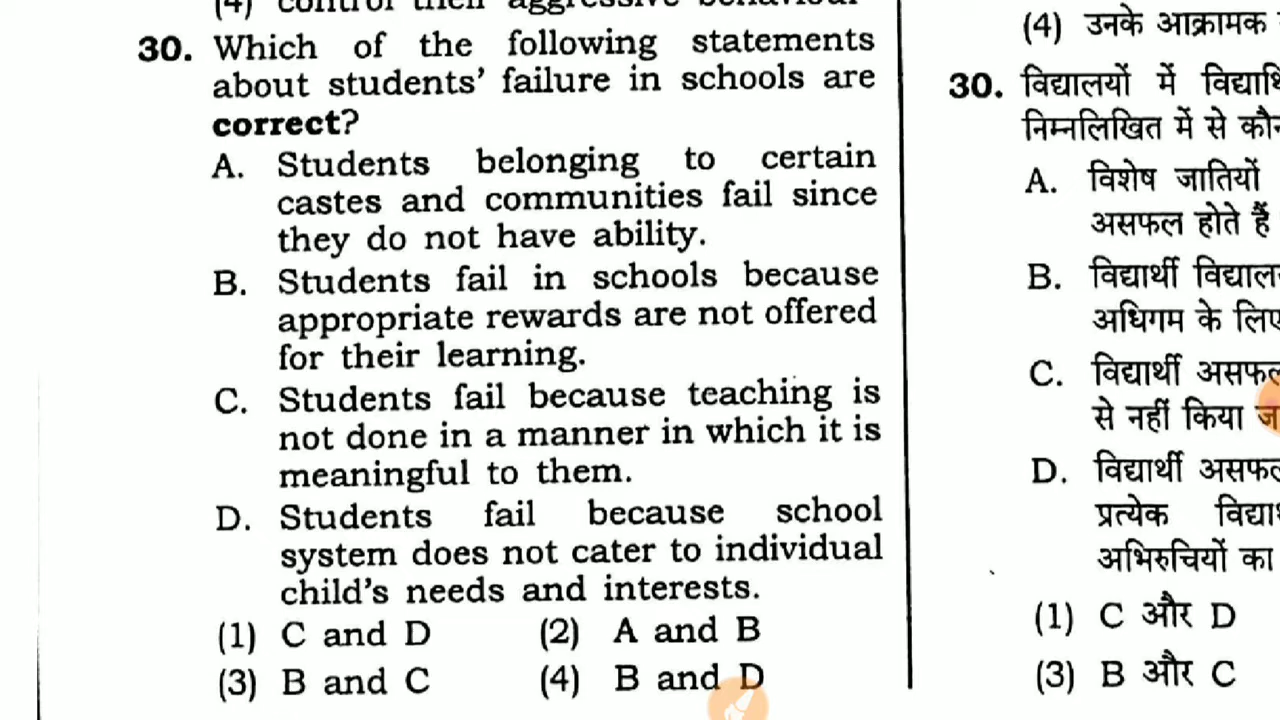 (4) control their aggressive behaviour
30. Which of the following statements
about students' failure in schools are
correct?
A. Students belonging to certain
castes and communities fail since
they do not have ability.
B. Students fail in schools because
appropriate rewards are not offered
for their learning.
C. Students fail because teaching is
not done in a manner in which it is
meaningful to them.
D. Students fail because school
system does not cater to individual
child's needs and interests.
(1) C and D (2) A and B
(3) B and C (4) B and D
(4) उनके आक्रामक
30. विद्यालयों में
निम्नलिखित में से
A. विशेष जातियों
असफल होते हैं
B. विद्यार्थी
अधिगम के
C. विद्यार्थी
से नहीं किया
D. विद्यार्थी
प्रत्येक
अभिरुचियों का
(1) C और D
(3) B और C